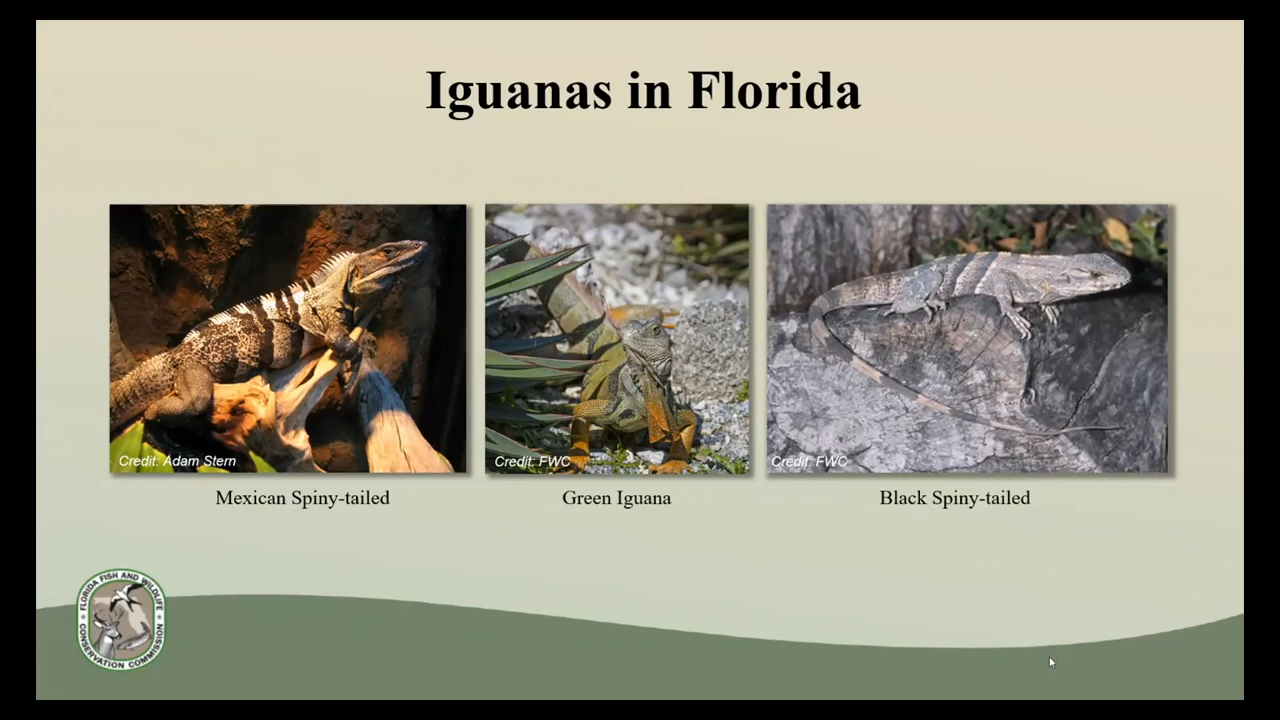 Iguanas in Florida
Credit: Adam Stern
Credit: FWC
Credit: FWC
Mexican Spiny-tailed
Green Iguana
Black Spiny-tailed
FLORIDA FISH AND WILDLIFE
CONSERVATION COMMISSION